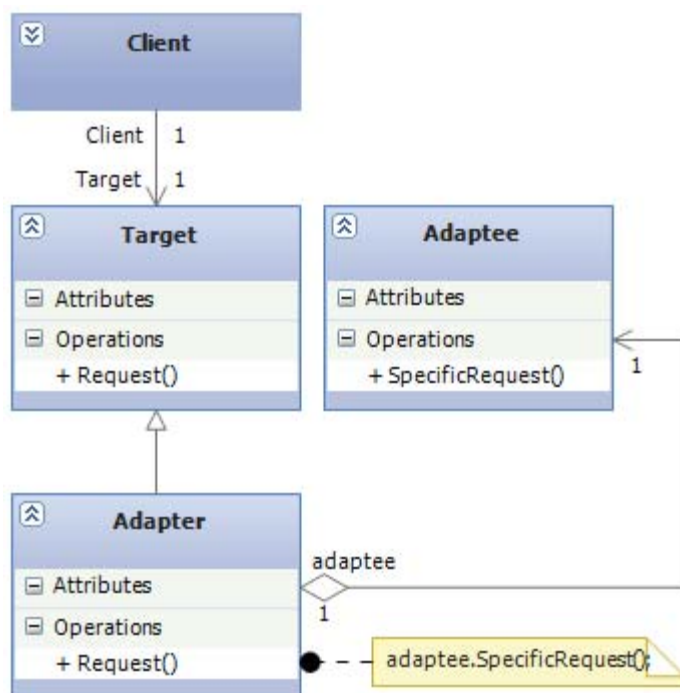 Client
Client 1
Target 1
Target
Attributes
Operations
+ Request()
Adaptee
Attributes
Operations
+ SpecificRequest()
1
Adapter
Attributes
Operations
+ Request()
adaptee
1
adaptee.SpecificRequest();